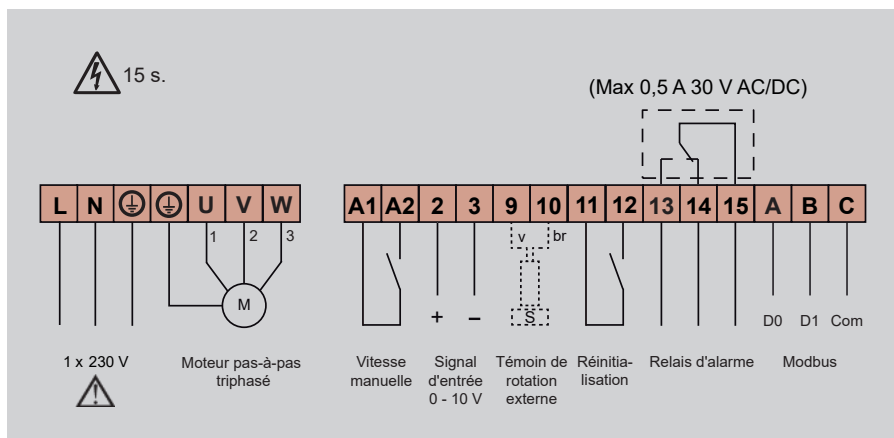 15 s.
(Max 0,5 A 30 V AC/DC)
L N U V W
A1 A2 2 3 9 10 11 12 13 14 15 A B C
1 2 3
v br
M
+ –
S
D0 D1 Com
1 x 230 V
Moteur pas-à-pas
triphasé
Vitesse
manuelle
Signal
d'entrée
0 - 10 V
Témoin de
rotation
externe
Réinitia-
lisation
Relais d'alarme
Modbus